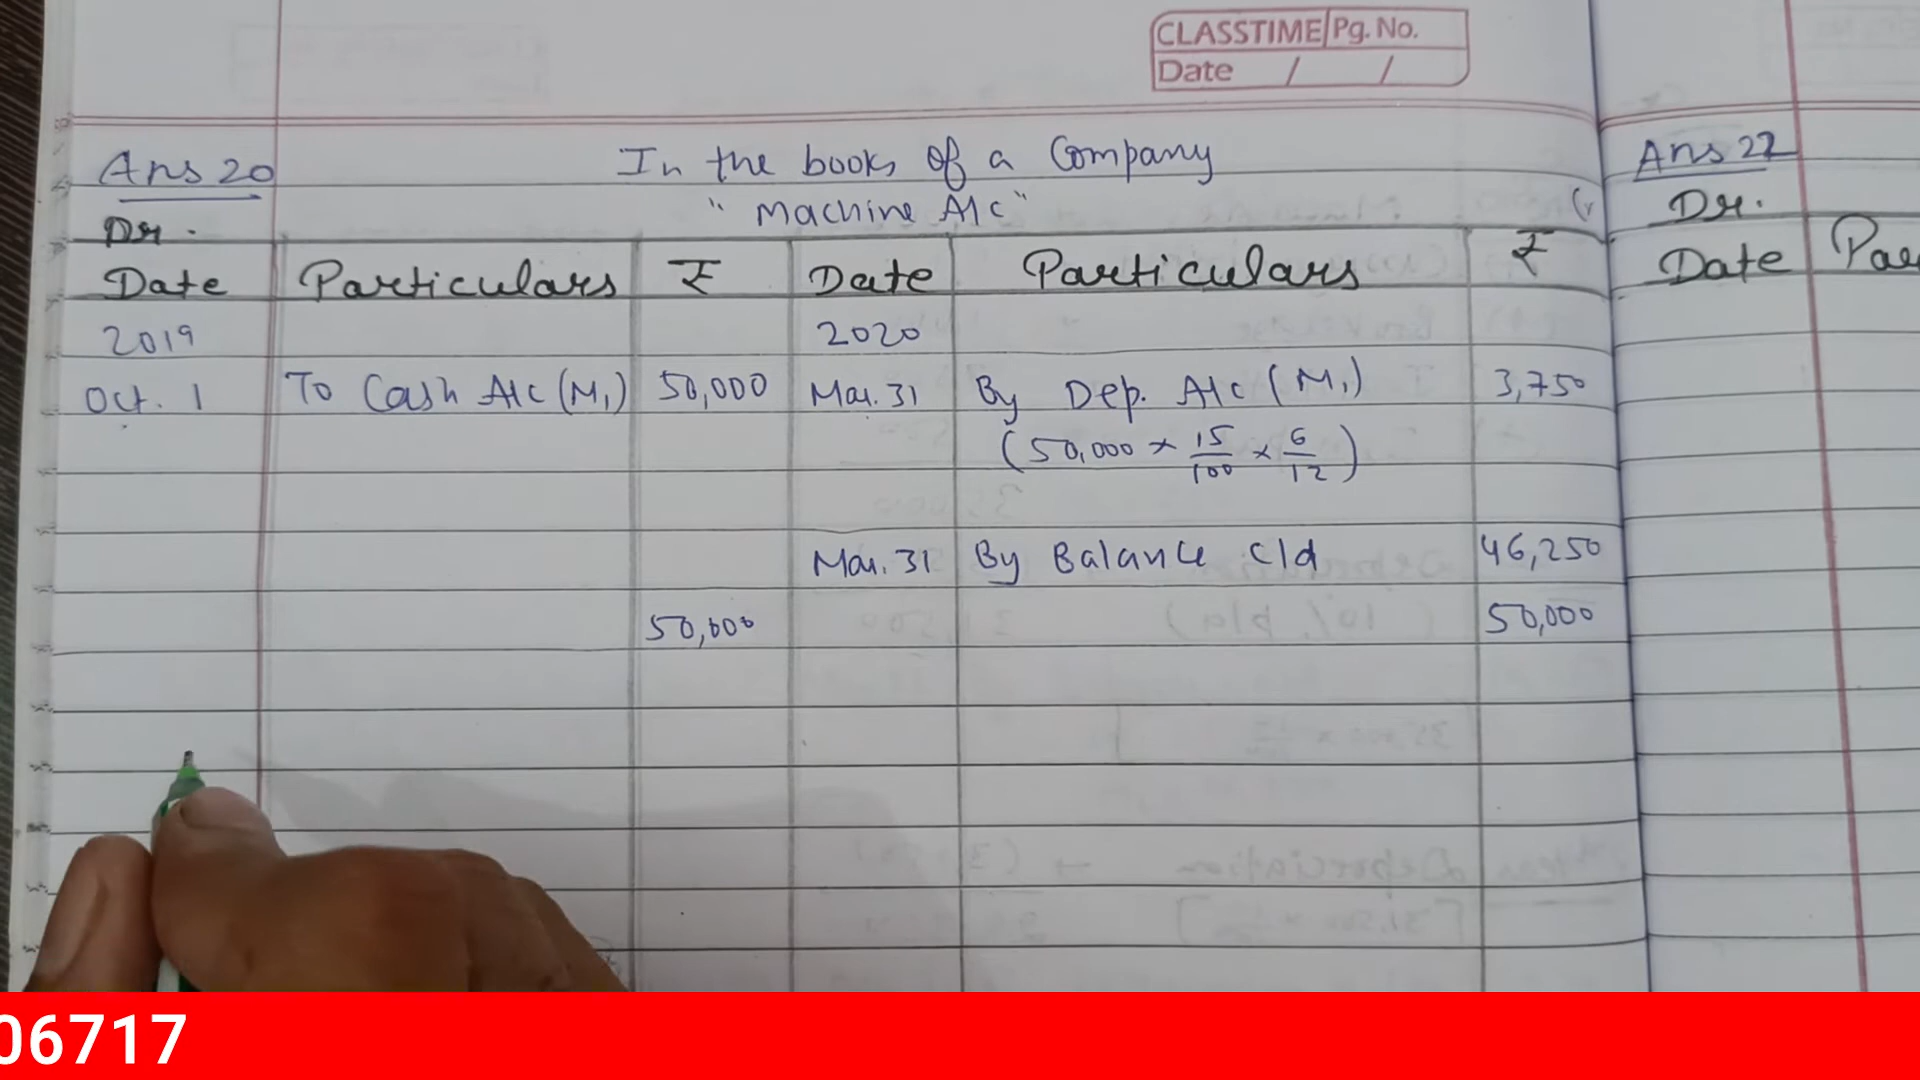 CLASSTIME Pg. No.
Date / /
Ans 20 In the books of a Company
" Machine A/c "
Dr.
Date Particulars ₹ Date Particulars ₹
2019 2020
Oct. 1 To Cash A/c (M1) 50,000 Mar. 31 By Dep. A/c (M1) 3,750
(50,000 × 15/100 × 6/12)
Mar. 31 By Balance c/d 46,250
50,000 50,000
Ans 22
Dr.
Date Par
06717